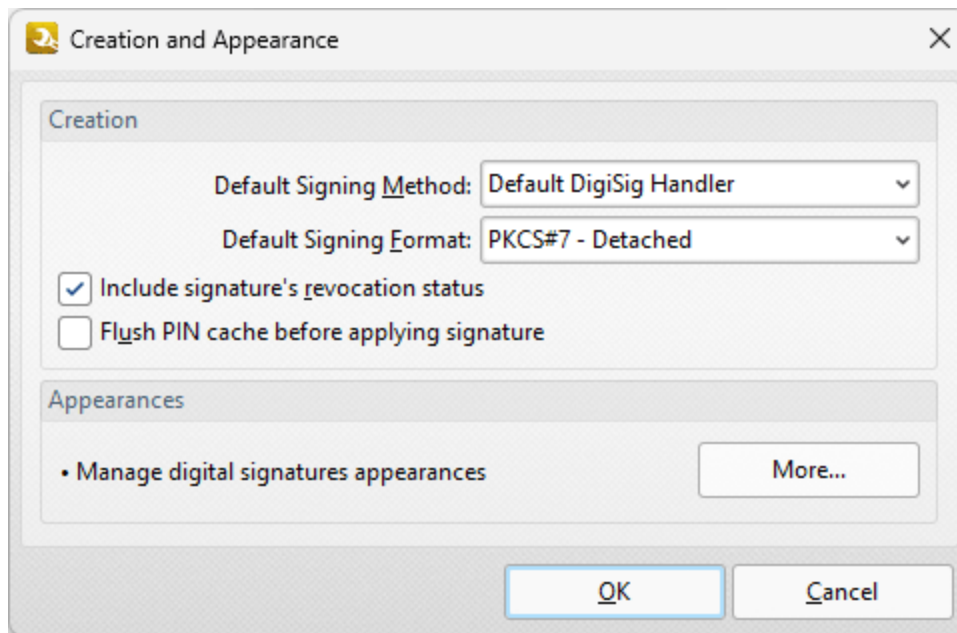 Creation and Appearance
Creation
Default Signing Method: Default DigiSig Handler
Default Signing Format: PKCS#7 - Detached
Include signature's revocation status
Flush PIN cache before applying signature
Appearances
• Manage digital signatures appearances More...
OK Cancel